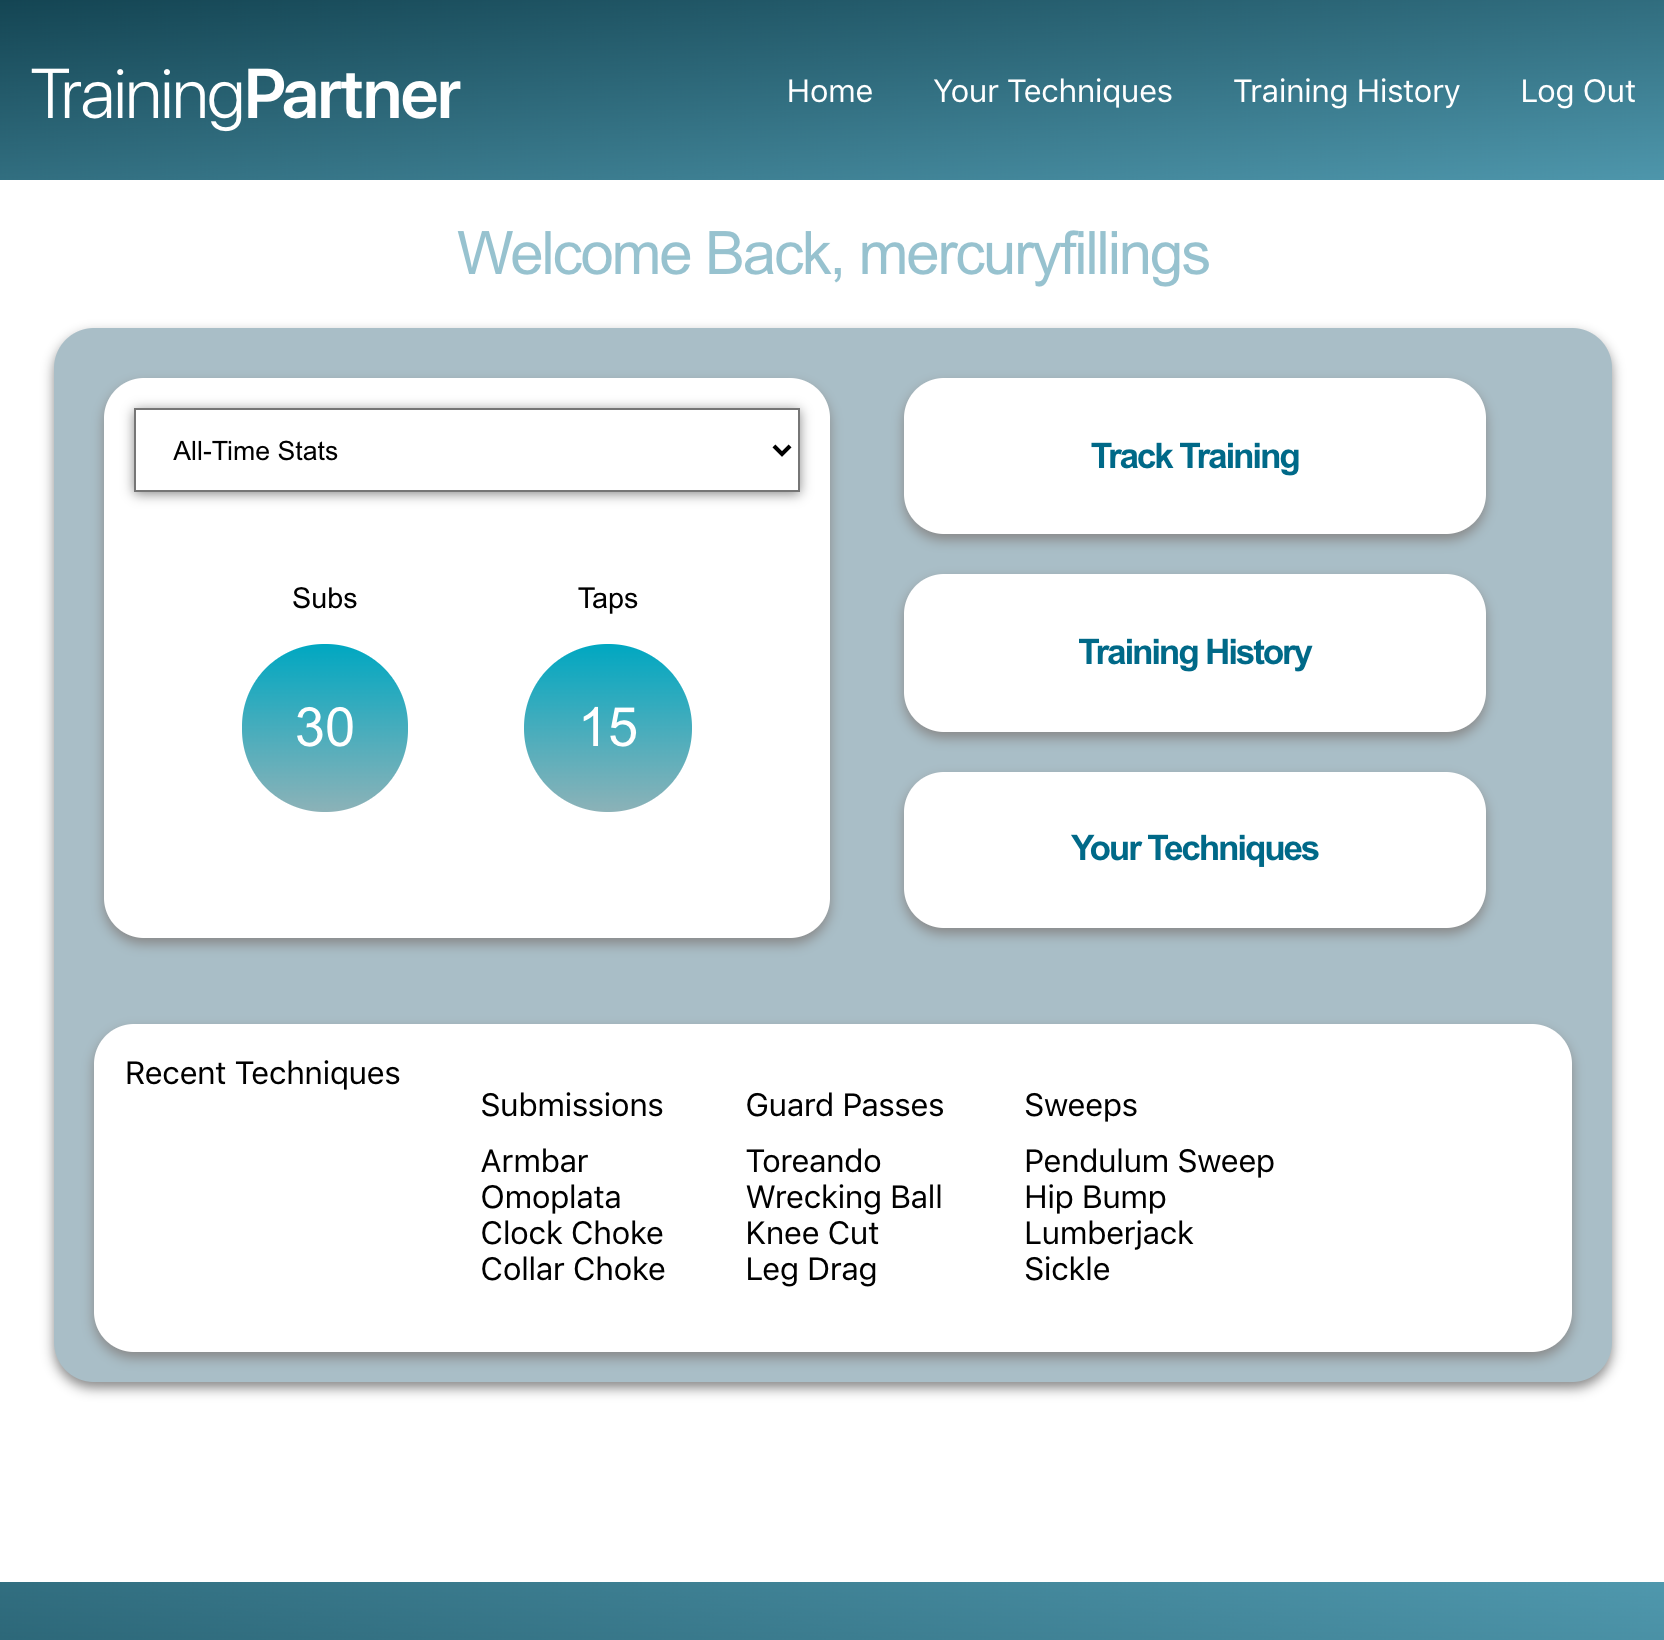 TrainingPartner
Home
Your Techniques
Training History
Log Out
Welcome Back, mercuryfillings
All-Time Stats
Subs
Taps
30
15
Track Training
Training History
Your Techniques
Recent Techniques
Submissions
Armbar
Omoplata
Clock Choke
Collar Choke
Guard Passes
Toreando
Wrecking Ball
Knee Cut
Leg Drag
Sweeps
Pendulum Sweep
Hip Bump
Lumberjack
Sickle